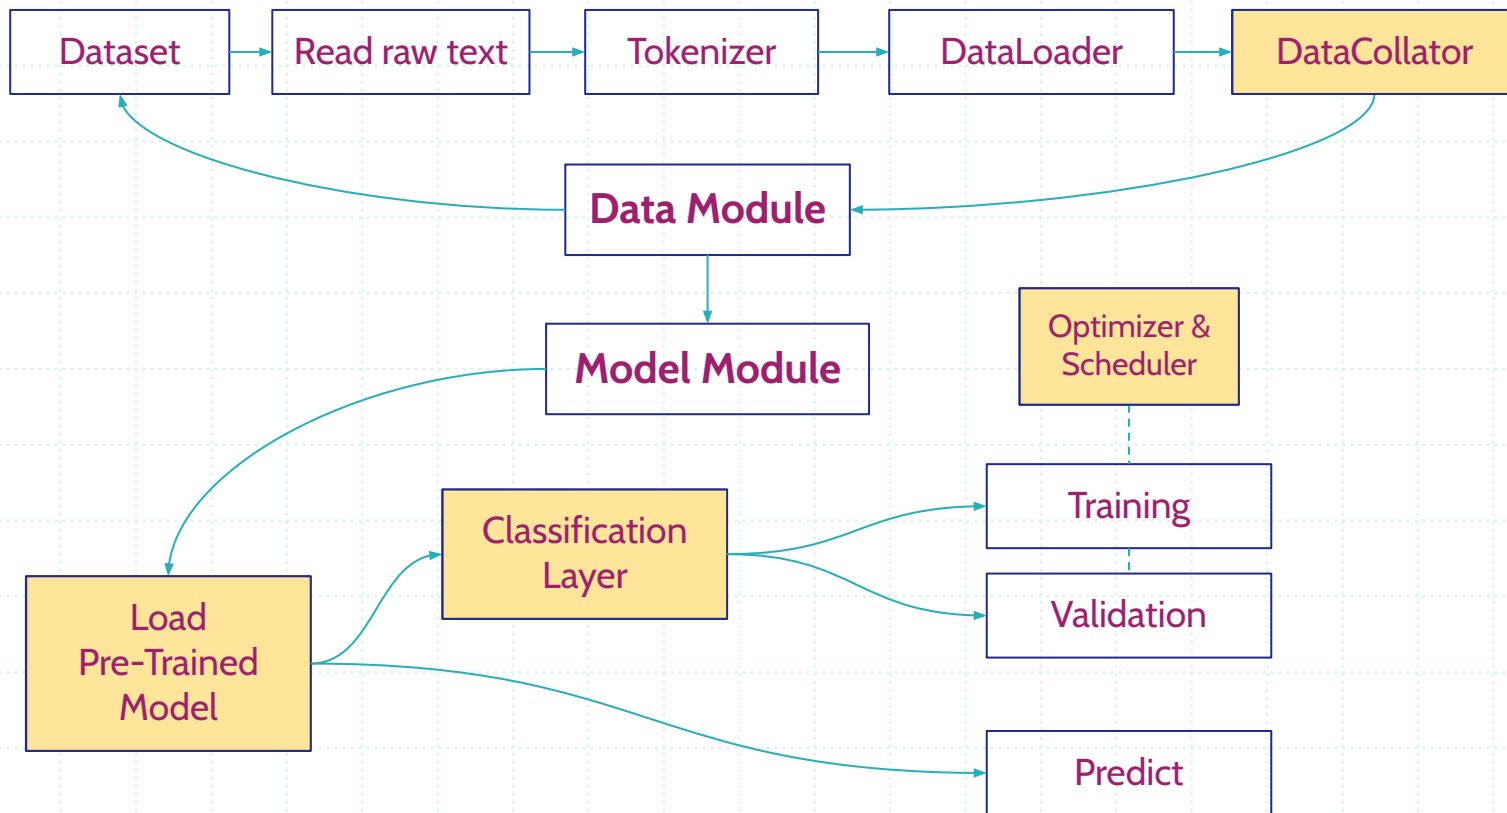 Dataset
Read raw text
Tokenizer
DataLoader
DataCollator
Data Module
Model Module
Optimizer &
Scheduler
Training
Classification
Layer
Validation
Load
Pre-Trained
Model
Predict